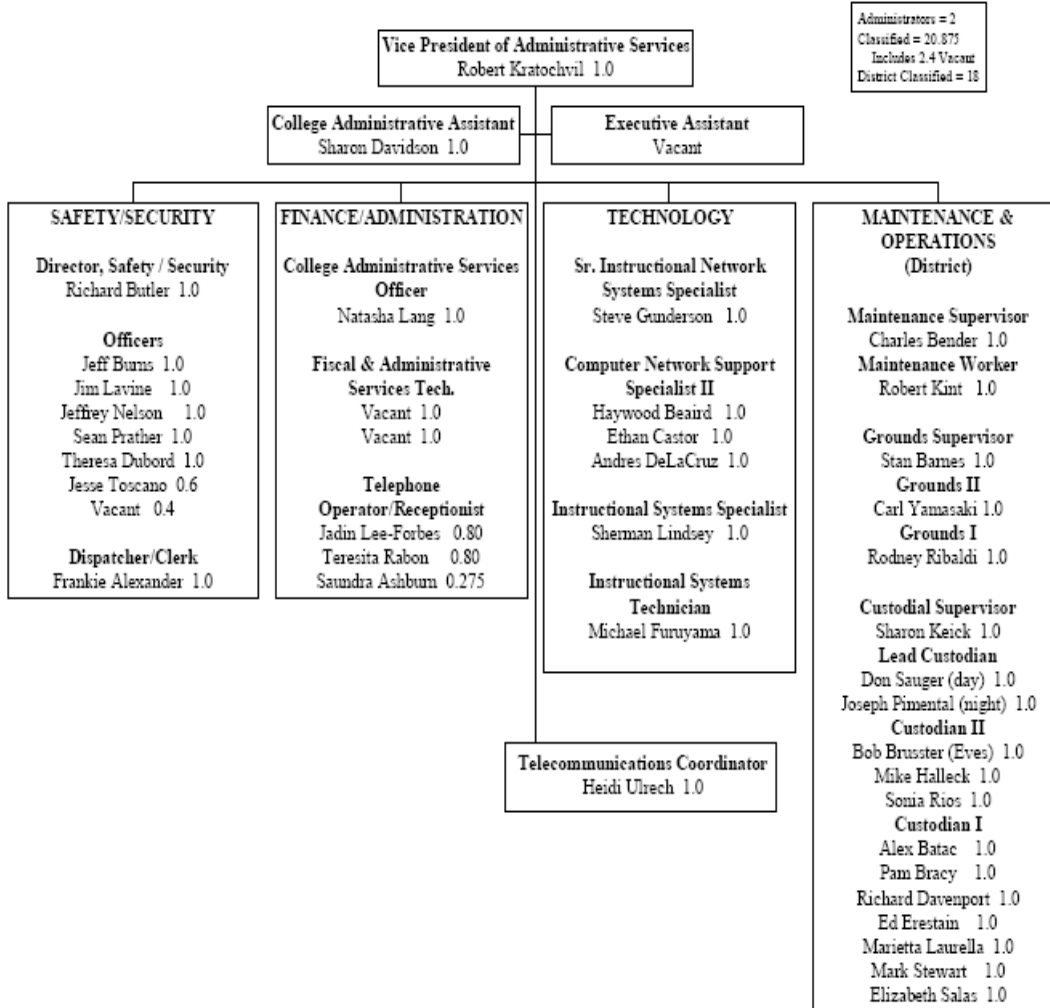 Administrators = 2
Classified = 20.875
Includes 2.4 Vacant
District Classified = 18
Vice President of Administrative Services
Robert Kratochvil 1.0
College Administrative Assistant
Sharon Davidson 1.0
Executive Assistant
Vacant
SAFETY/SECURITY
Director, Safety / Security
Richard Butler 1.0
Officers
Jeff Burns 1.0
Jim Lavine 1.0
Jeffrey Nelson 1.0
Sean Prather 1.0
Theresa Dubord 1.0
Jesse Toscano 0.6
Vacant 0.4
Dispatcher/Clerk
Frankie Alexander 1.0
FINANCE/ADMINISTRATION
College Administrative Services
Officer
Natasha Lang 1.0
Fiscal & Administrative
Services Tech.
Vacant 1.0
Vacant 1.0
Telephone
Operator/Receptionist
Jadin Lee-Forbes 0.80
Teresita Rabon 0.80
Saundra Ashburn 0.275
TECHNOLOGY
Sr. Instructional Network
Systems Specialist
Steve Gunderson 1.0
Computer Network Support
Specialist II
Haywood Beaird 1.0
Ethan Castor 1.0
Andres DeLaCruz 1.0
Instructional Systems Specialist
Sherman Lindsey 1.0
Instructional Systems
Technician
Michael Furuyama 1.0
MAINTENANCE &
OPERATIONS
(District)
Maintenance Supervisor
Charles Bender 1.0
Maintenance Worker
Robert Kint 1.0
Grounds Supervisor
Stan Barnes 1.0
Grounds II
Carl Yamasaki 1.0
Grounds I
Rodney Ribaldi 1.0
Custodial Supervisor
Sharon Keick 1.0
Lead Custodian
Don Sauger (day) 1.0
Joseph Pimental (night) 1.0
Custodian II
Bob Brusster (Eves) 1.0
Mike Halleck 1.0
Sonia Rios 1.0
Custodian I
Alex Batac 1.0
Pam Bracy 1.0
Richard Davenport 1.0
Ed Erestain 1.0
Marietta Laurella 1.0
Mark Stewart 1.0
Elizabeth Salas 1.0
Telecommunications Coordinator
Heidi Ulrech 1.0